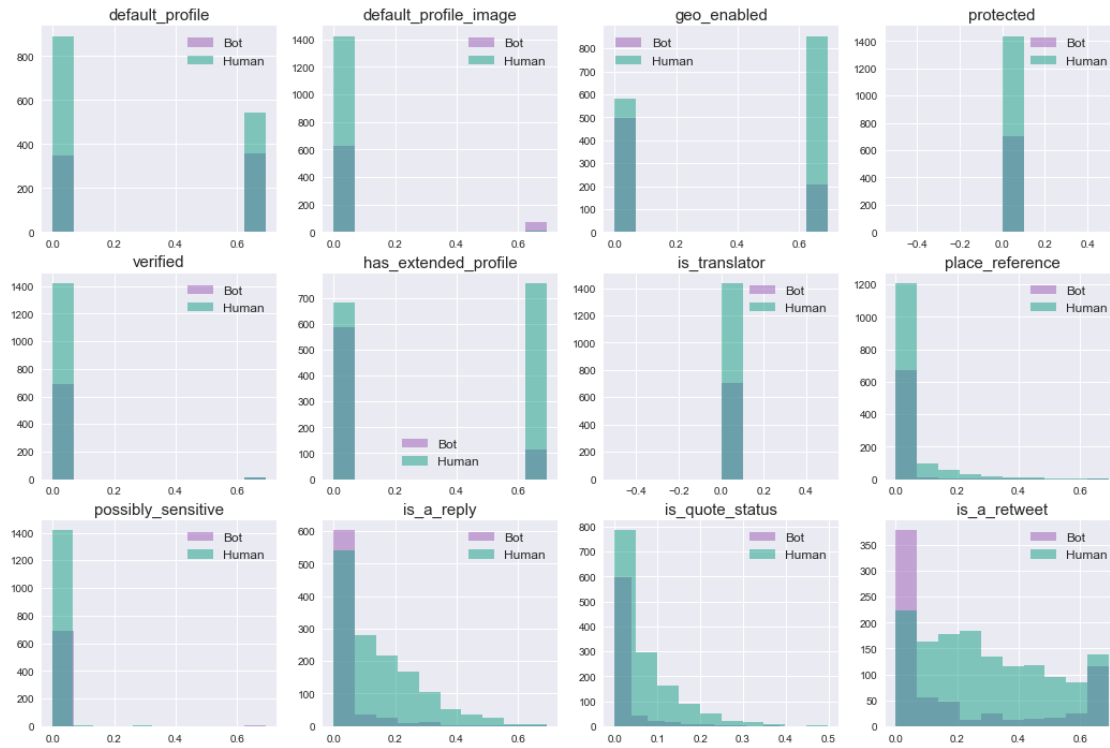 default_profile
800
600
400
200
0
0.0 0.2 0.4 0.6
Bot
Human
default_profile_image
1400
1200
1000
800
600
400
200
0
0.0 0.2 0.4 0.6
Bot
Human
geo_enabled
800
700
600
500
400
300
200
100
0
0.0 0.2 0.4 0.6
Bot
Human
protected
1400
1200
1000
800
600
400
200
0
−0.4 −0.2 0.0 0.2 0.4
Bot
Human
verified
1400
1200
1000
800
600
400
200
0
0.0 0.2 0.4 0.6
Bot
Human
has_extended_profile
700
600
500
400
300
200
100
0
0.0 0.2 0.4 0.6
Bot
Human
is_translator
1400
1200
1000
800
600
400
200
0
−0.4 −0.2 0.0 0.2 0.4
Bot
Human
place_reference
1200
1000
800
600
400
200
0
0.0 0.2 0.4 0.6
Bot
Human
possibly_sensitive
1400
1200
1000
800
600
400
200
0
0.0 0.2 0.4 0.6
Bot
Human
is_a_reply
600
500
400
300
200
100
0
0.0 0.2 0.4 0.6
Bot
Human
is_quote_status
800
700
600
500
400
300
200
100
0
0.0 0.1 0.2 0.3 0.4 0.5
Bot
Human
is_a_retweet
350
300
250
200
150
100
50
0
0.0 0.2 0.4 0.6
Bot
Human